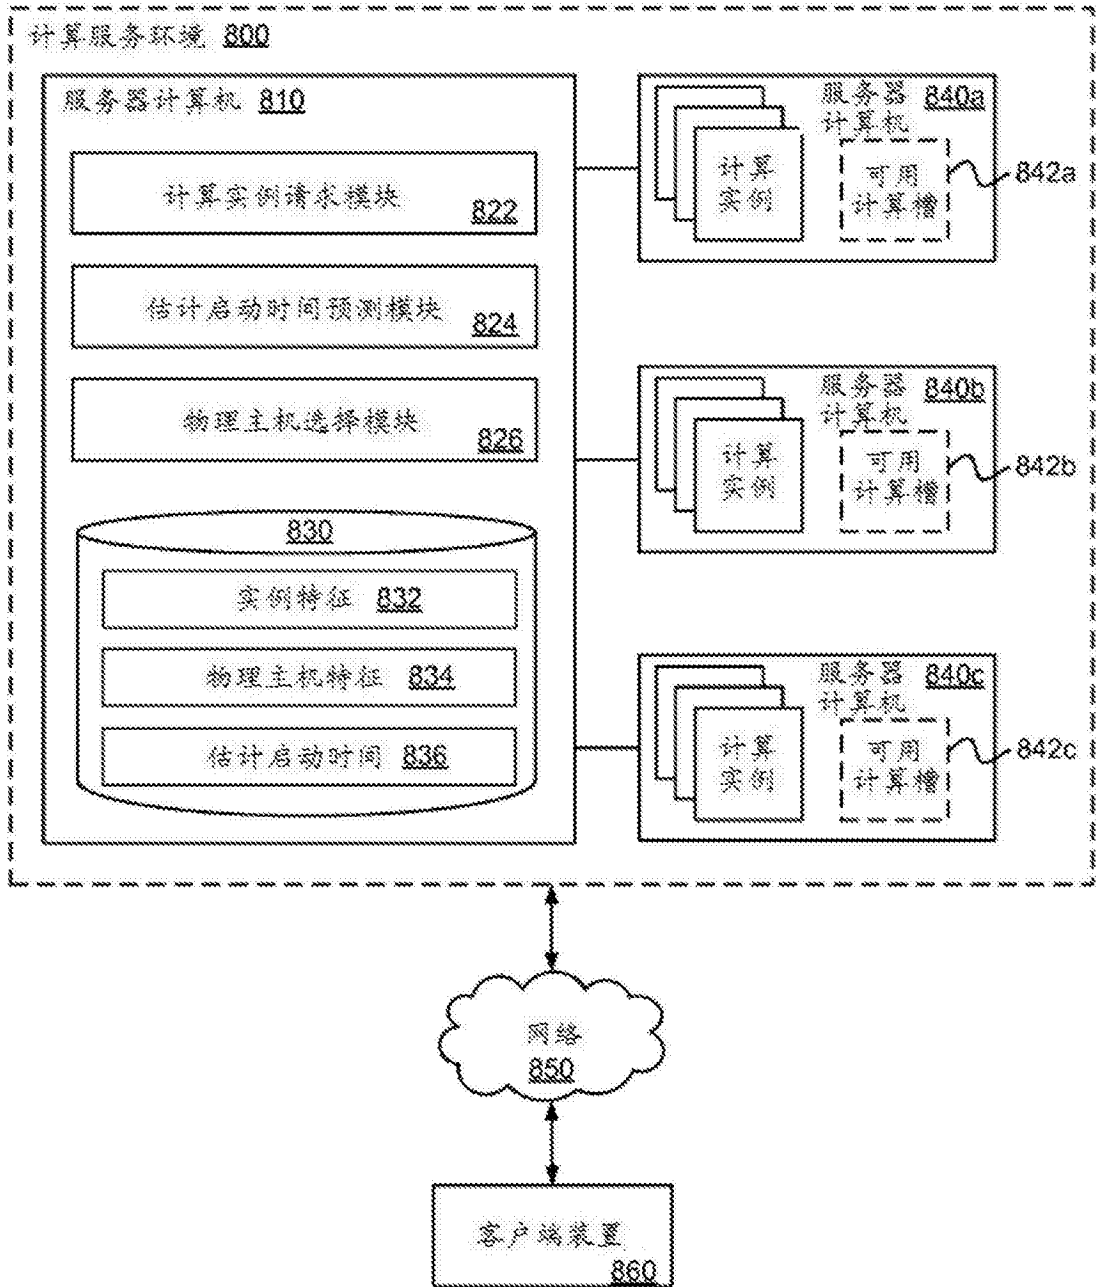 计算服务环境 800
服务器计算机 810
计算实例请求模块 822
估计启动时间预测模块 824
物理主机选择模块 826
830
实例特征 832
物理主机特征 834
估计启动时间 836
服务器
计算机
840a
计算
实例
可用
计算槽
842a
服务器
计算机
840b
计算
实例
可用
计算槽
842b
服务器
计算机
840c
计算
实例
可用
计算槽
842c
网络
850
客户端装置
860